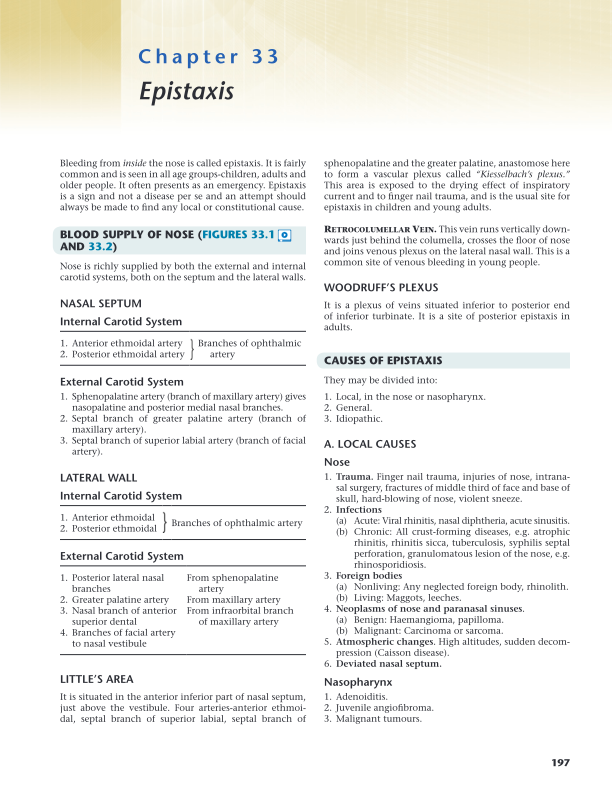 Chapter 33
Epistaxis
Bleeding from inside the nose is called epistaxis. It is fairly
common and is seen in all age groups-children, adults and
older people. It often presents as an emergency. Epistaxis
is a sign and not a disease per se and an attempt should
always be made to find any local or constitutional cause.
BLOOD SUPPLY OF NOSE (FIGURES 33.1
AND 33.2)
Nose is richly supplied by both the external and internal
carotid systems, both on the septum and the lateral walls.
NASAL SEPTUM
Internal Carotid System
1. Anterior ethmoidal artery } Branches of ophthalmic
2. Posterior ethmoidal artery artery
External Carotid System
1. Sphenopalatine artery (branch of maxillary artery) gives
nasopalatine and posterior medial nasal branches.
2. Septal branch of greater palatine artery (branch of
maxillary artery).
3. Septal branch of superior labial artery (branch of facial
artery).
LATERAL WALL
Internal Carotid System
1. Anterior ethmoidal } Branches of ophthalmic artery
2. Posterior ethmoidal
External Carotid System
1. Posterior lateral nasal From sphenopalatine
branches artery
2. Greater palatine artery From maxillary artery
3. Nasal branch of anterior From infraorbital branch
superior dental of maxillary artery
4. Branches of facial artery
to nasal vestibule
LITTLE'S AREA
It is situated in the anterior inferior part of nasal septum,
just above the vestibule. Four arteries-anterior ethmoi-
dal, septal branch of superior labial, septal branch of
sphenopalatine and the greater palatine, anastomose here
to form a vascular plexus called "Kiesselbach's plexus."
This area is exposed to the drying effect of inspiratory
current and to finger nail trauma, and is the usual site for
epistaxis in children and young adults.
RETROCOLUMELLAR VEIN. This vein runs vertically down-
wards just behind the columella, crosses the floor of nose
and joins venous plexus on the lateral nasal wall. This is a
common site of venous bleeding in young people.
WOODRUFF'S PLEXUS
It is a plexus of veins situated inferior to posterior end
of inferior turbinate. It is a site of posterior epistaxis in
adults.
CAUSES OF EPISTAXIS
They may be divided into:
1. Local, in the nose or nasopharynx.
2. General.
3. Idiopathic.
A. LOCAL CAUSES
Nose
1. Trauma. Finger nail trauma, injuries of nose, intrana-
sal surgery, fractures of middle third of face and base of
skull, hard-blowing of nose, violent sneeze.
2. Infections
(a) Acute: Viral rhinitis, nasal diphtheria, acute sinusitis.
(b) Chronic: All crust-forming diseases, e.g. atrophic
rhinitis, rhinitis sicca, tuberculosis, syphilis septal
perforation, granulomatous lesion of the nose, e.g.
rhinosporidiosis.
3. Foreign bodies
(a) Nonliving: Any neglected foreign body, rhinolith.
(b) Living: Maggots, leeches.
4. Neoplasms of nose and paranasal sinuses.
(a) Benign: Haemangioma, papilloma.
(b) Malignant: Carcinoma or sarcoma.
5. Atmospheric changes. High altitudes, sudden decom-
pression (Caisson disease).
6. Deviated nasal septum.
Nasopharynx
1. Adenoiditis.
2. Juvenile angiofibroma.
3. Malignant tumours.
197